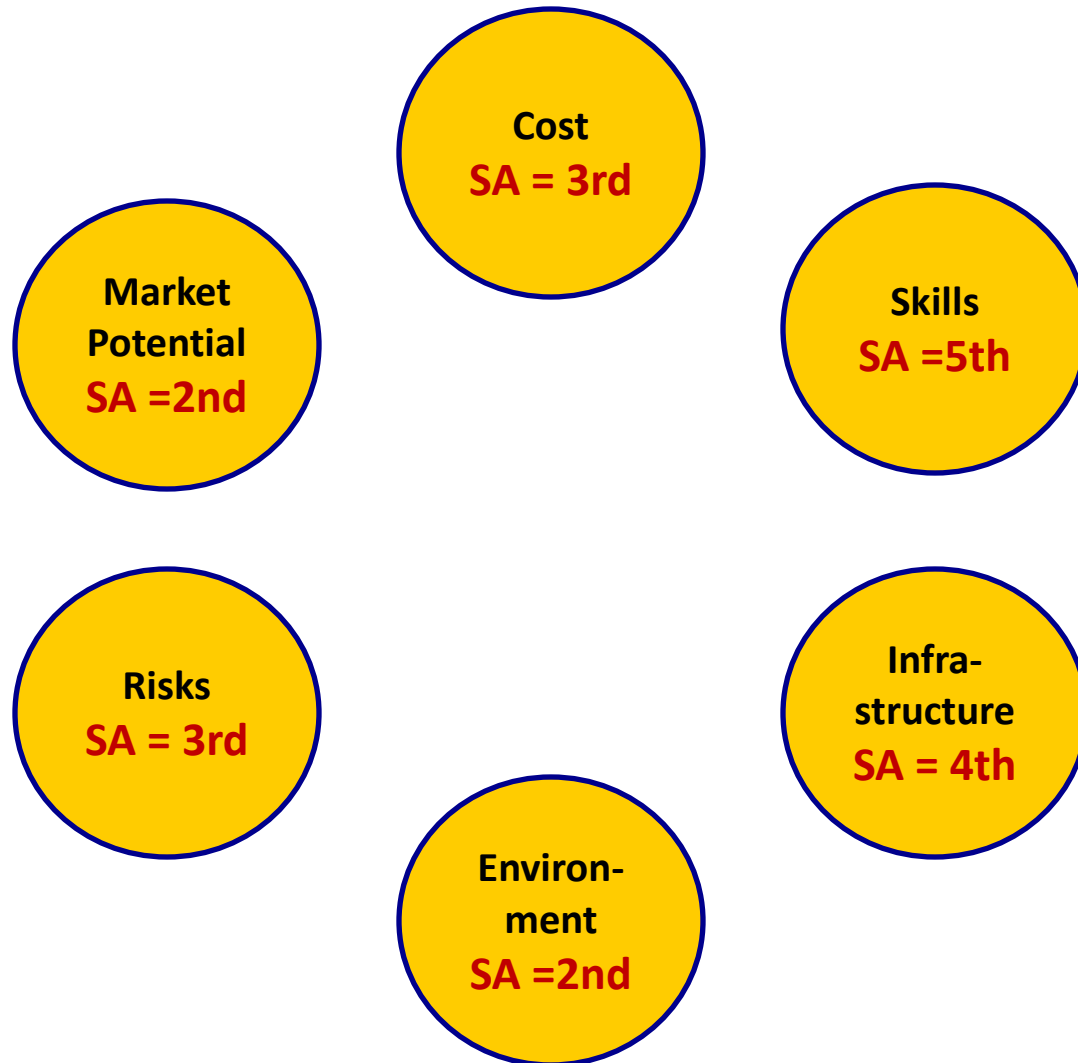 Cost
SA = 3rd
Market
Potential
SA =2nd
Skills
SA =5th
Risks
SA = 3rd
Infra-
structure
SA = 4th
Environ-
ment
SA =2nd